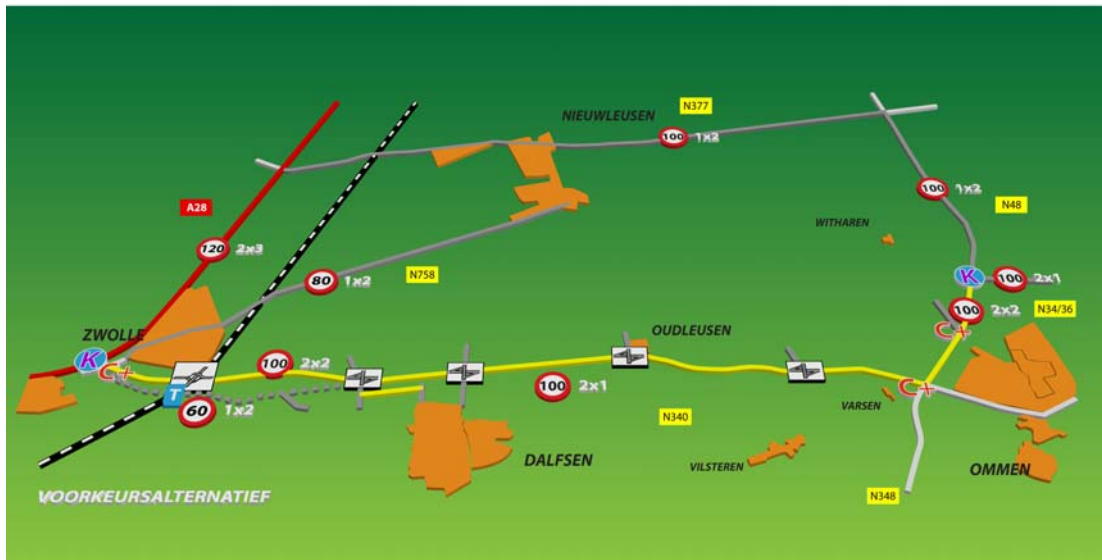 N377
NIEUWLEUSEN
100 1x2
A28
100 1x2
N48
WITHAREN
120 2x3
N758
80 1x2
K
100 2x1
100 2x2
N34/36
C+
ZWOLLE
OUDLEUSEN
K
C+
100 2x2
T
60 1x2
100 2x1
C+
VARSEN
N340
DALFSEN
VILSTEREN
OMMEN
N348
VOORKEURSALTERNATIEF